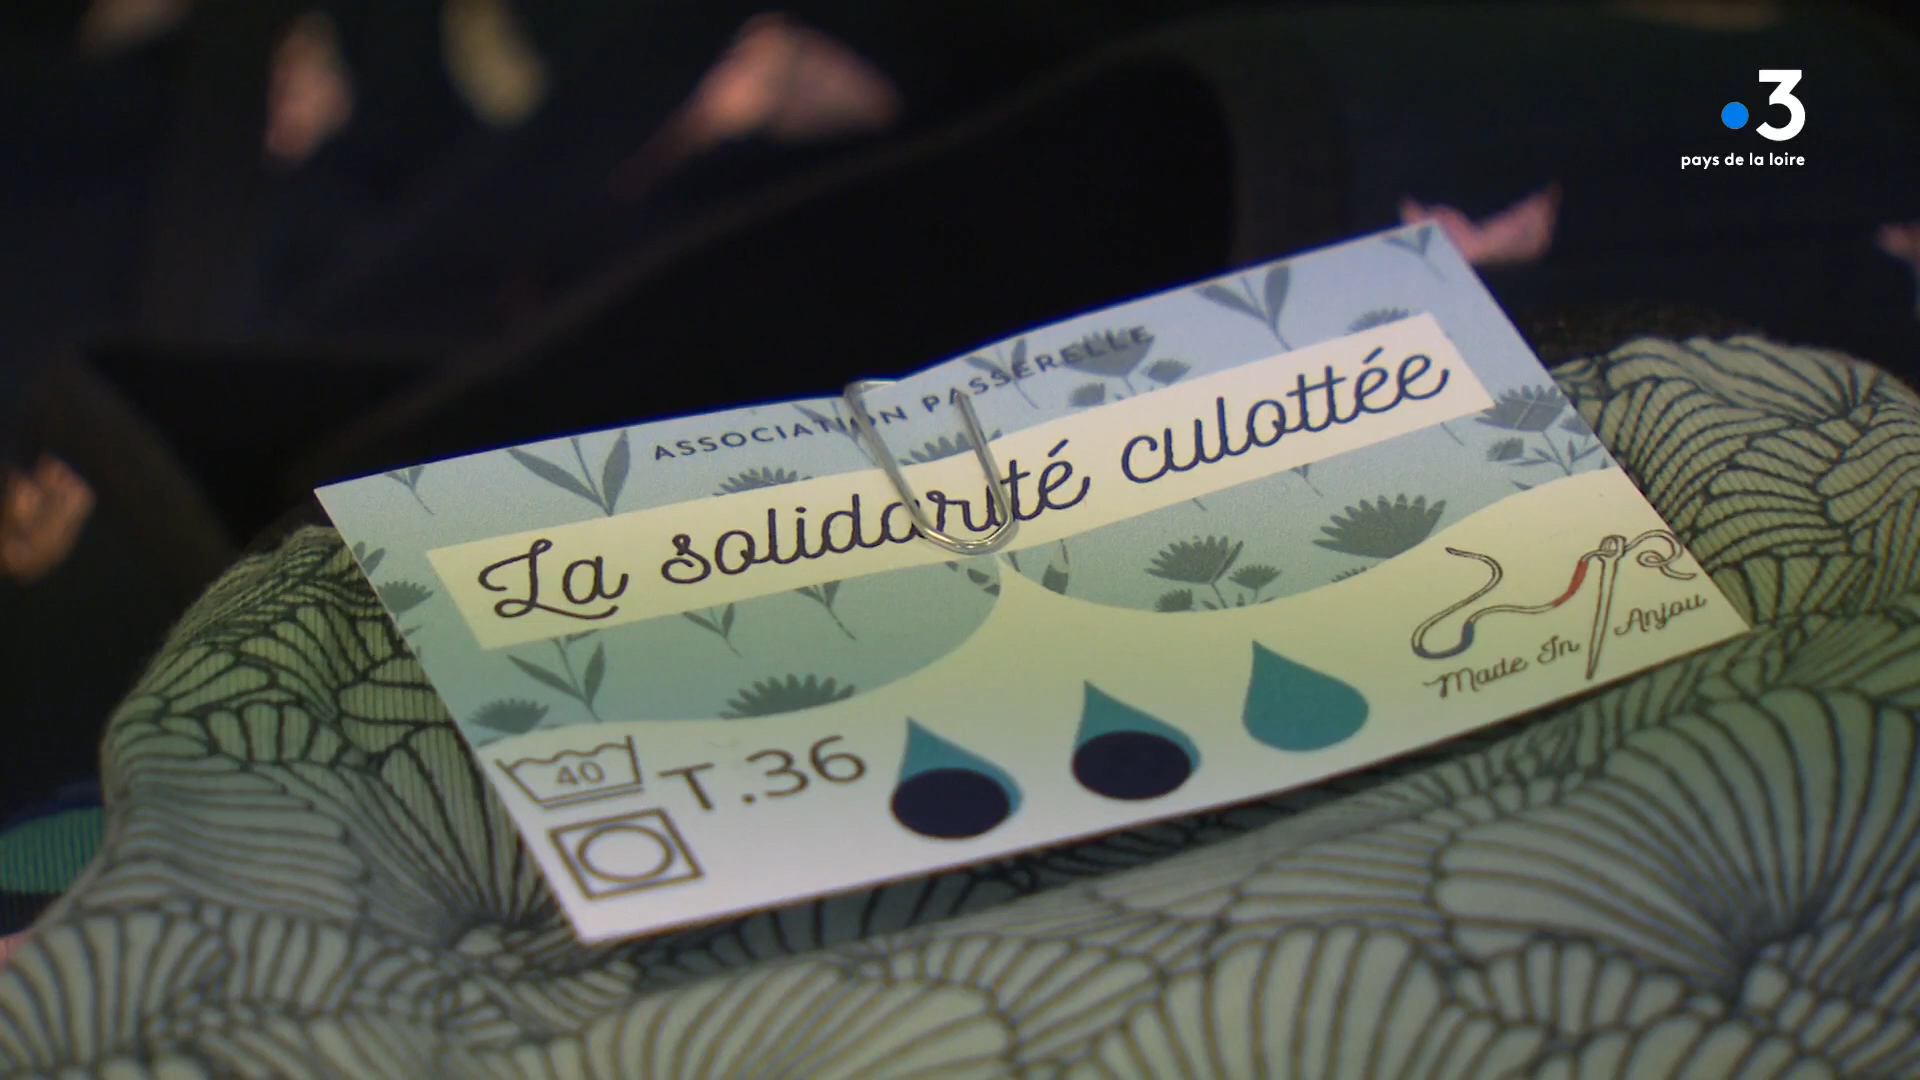 3
pays de la loire
ASSOCIATION PASSERELLE
La solidarité culottée
Made In Anjou
40
T.36